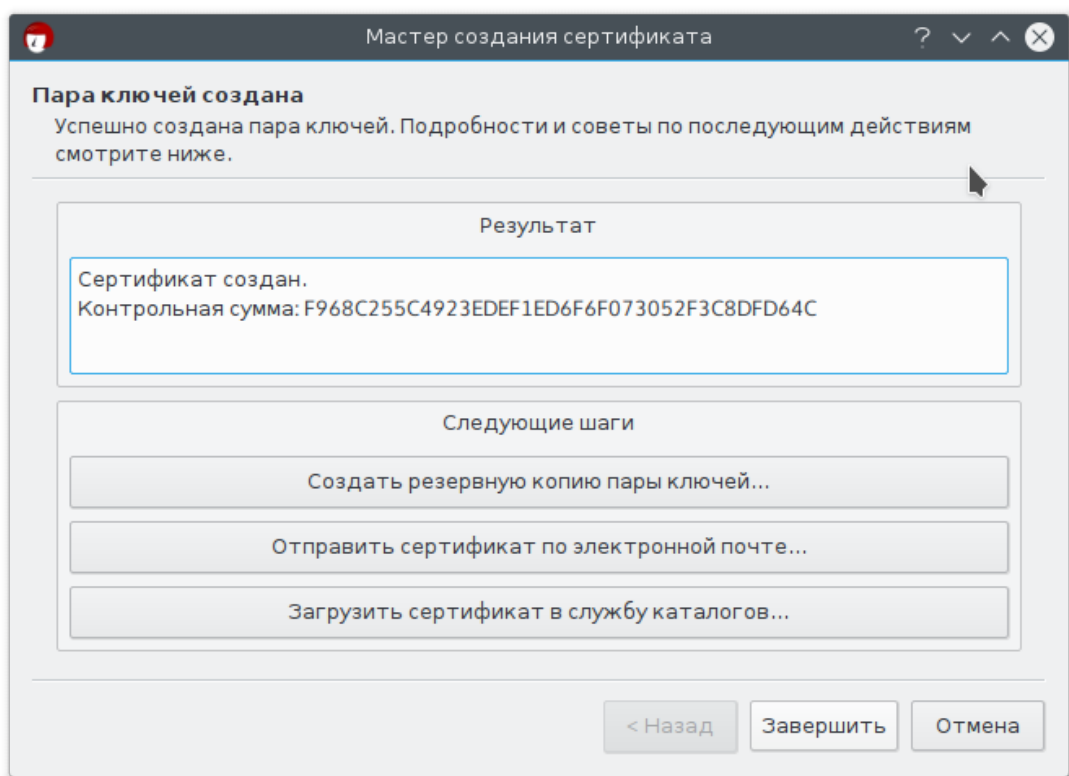 Мастер создания сертификата
Пара ключей создана
Успешно создана пара ключей. Подробности и советы по последующим действиям
смотрите ниже.
Результат
Сертификат создан.
Контрольная сумма: F968C255C4923EDEF1ED6F6F073052F3C8DFD64C
Следующие шаги
Создать резервную копию пары ключей...
Отправить сертификат по электронной почте...
Загрузить сертификат в службу каталогов...
< Назад
Завершить
Отмена